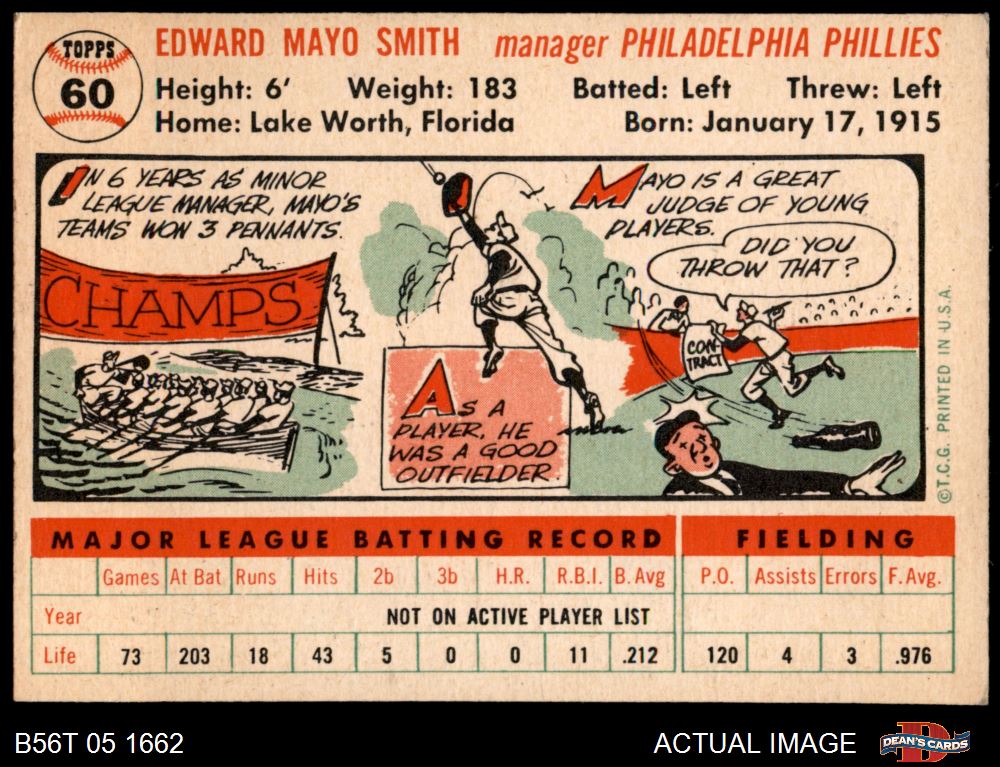 TOPPS
60
EDWARD MAYO SMITH manager PHILADELPHIA PHILLIES
Height: 6' Weight: 183 Batted: Left Threw: Left
Home: Lake Worth, Florida Born: January 17, 1915
IN 6 YEARS AS MINOR
LEAGUE MANAGER, MAYO'S
TEAMS WON 3 PENNANTS.
CHAMPS
AS A
PLAYER, HE
WAS A GOOD
OUTFIELDER.
MAYO IS A GREAT
JUDGE OF YOUNG
PLAYERS.
DID YOU
THROW THAT?
CON-
TRACT
©T.C.G. PRINTED IN U.S.A.
MAJOR LEAGUE BATTING RECORD FIELDING
Games At Bat Runs Hits 2b 3b H.R. R.B.I. B. Avg P.O. Assists Errors F. Avg.
Year NOT ON ACTIVE PLAYER LIST
Life 73 203 18 43 5 0 0 11 .212 120 4 3 .976
B56T 05 1662 ACTUAL IMAGE DEAN'S CARDS